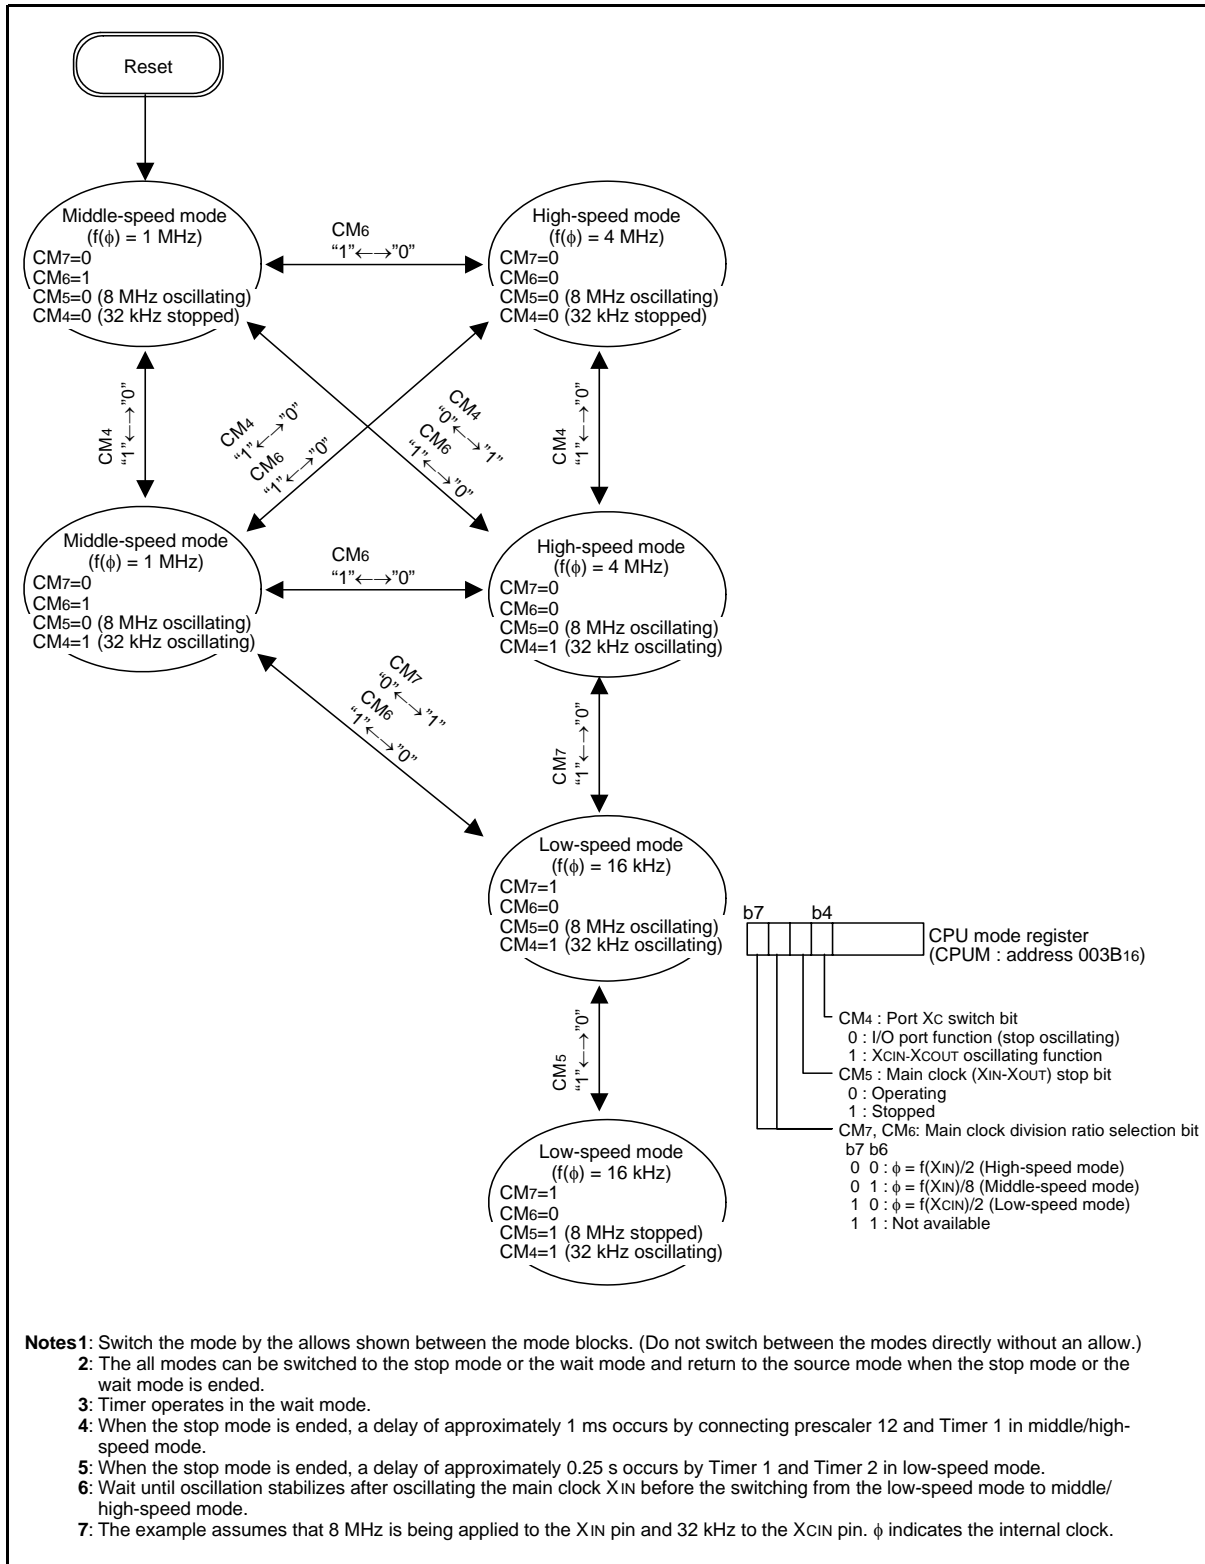 Reset
Middle-speed mode
(f(ϕ) = 1 MHz)
CM7=0
CM6=1
CM5=0 (8 MHz oscillating)
CM4=0 (32 kHz stopped)
CM6
“1”←→”0”
High-speed mode
(f(ϕ) = 4 MHz)
CM7=0
CM6=0
CM5=0 (8 MHz oscillating)
CM4=0 (32 kHz stopped)
CM4
“1”←→”0”
CM4
“1”←→”0”
CM6
“1”←→”0”
CM4
“0”←→”1”
CM6
“1”←→”0”
CM4
“1”←→”0”
Middle-speed mode
(f(ϕ) = 1 MHz)
CM7=0
CM6=1
CM5=0 (8 MHz oscillating)
CM4=1 (32 kHz oscillating)
CM6
“1”←→”0”
High-speed mode
(f(ϕ) = 4 MHz)
CM7=0
CM6=0
CM5=0 (8 MHz oscillating)
CM4=1 (32 kHz oscillating)
CM7
“0”←→”1”
CM6
“1”←→”0”
CM7
“1”←→”0”
Low-speed mode
(f(ϕ) = 16 kHz)
CM7=1
CM6=0
CM5=0 (8 MHz oscillating)
CM4=1 (32 kHz oscillating)
CM5
“1”←→”0”
Low-speed mode
(f(ϕ) = 16 kHz)
CM7=1
CM6=0
CM5=1 (8 MHz stopped)
CM4=1 (32 kHz oscillating)
b7 b4
CPU mode register
(CPUM : address 003B16)
CM4 : Port XC switch bit
0 : I/O port function (stop oscillating)
1 : XCIN-XCOUT oscillating function
CM5 : Main clock (XIN-XOUT) stop bit
0 : Operating
1 : Stopped
CM7, CM6: Main clock division ratio selection bit
b7 b6
0 0 : ϕ = f(XIN)/2 (High-speed mode)
0 1 : ϕ = f(XIN)/8 (Middle-speed mode)
1 0 : ϕ = f(XCIN)/2 (Low-speed mode)
1 1 : Not available
Notes1: Switch the mode by the allows shown between the mode blocks. (Do not switch between the modes directly without an allow.)
2: The all modes can be switched to the stop mode or the wait mode and return to the source mode when the stop mode or the
wait mode is ended.
3: Timer operates in the wait mode.
4: When the stop mode is ended, a delay of approximately 1 ms occurs by connecting prescaler 12 and Timer 1 in middle/high-
speed mode.
5: When the stop mode is ended, a delay of approximately 0.25 s occurs by Timer 1 and Timer 2 in low-speed mode.
6: Wait until oscillation stabilizes after oscillating the main clock XIN before the switching from the low-speed mode to middle/
high-speed mode.
7: The example assumes that 8 MHz is being applied to the XIN pin and 32 kHz to the XCIN pin. ϕ indicates the internal clock.